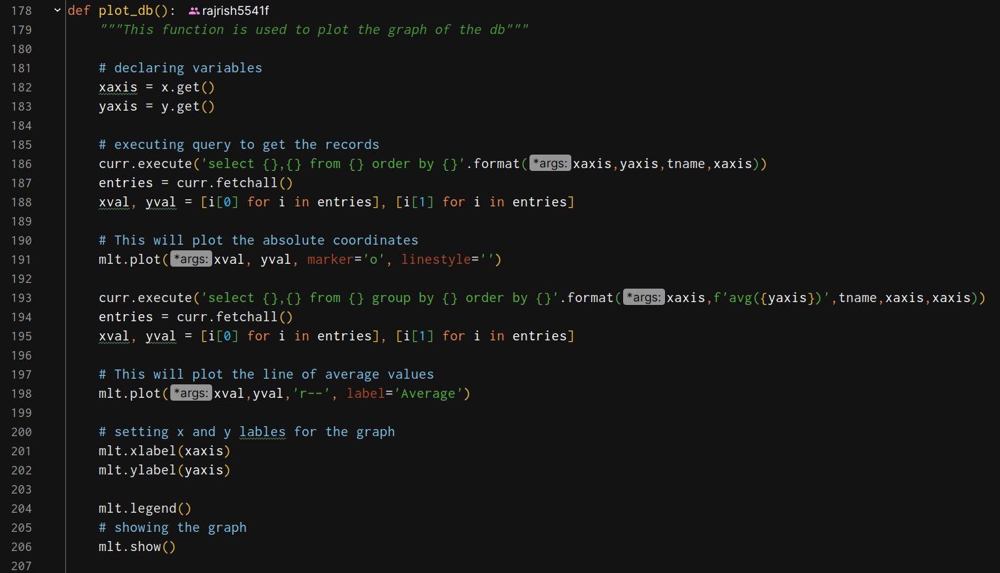 178 def plot_db(): rajrish5541f
179 """This function is used to plot the graph of the db"""
180
181 # declaring variables
182 xaxis = x.get()
183 yaxis = y.get()
184
185 # executing query to get the records
186 curr.execute('select {},{} from {} order by {}'.format(*args:xaxis,yaxis,tname,xaxis))
187 entries = curr.fetchall()
188 xval, yval = [i[0] for i in entries], [i[1] for i in entries]
189
190 # This will plot the absolute coordinates
191 mlt.plot(*args:xval, yval, marker='o', linestyle='')
192
193 curr.execute('select {},{} from {} group by {} order by {}'.format(*args:xaxis,f'avg({yaxis})',tname,xaxis,xaxis))
194 entries = curr.fetchall()
195 xval, yval = [i[0] for i in entries], [i[1] for i in entries]
196
197 # This will plot the line of average values
198 mlt.plot(*args:xval,yval,'r--', label='Average')
199
200 # setting x and y lables for the graph
201 mlt.xlabel(xaxis)
202 mlt.ylabel(yaxis)
203
204 mlt.legend()
205 # showing the graph
206 mlt.show()
207